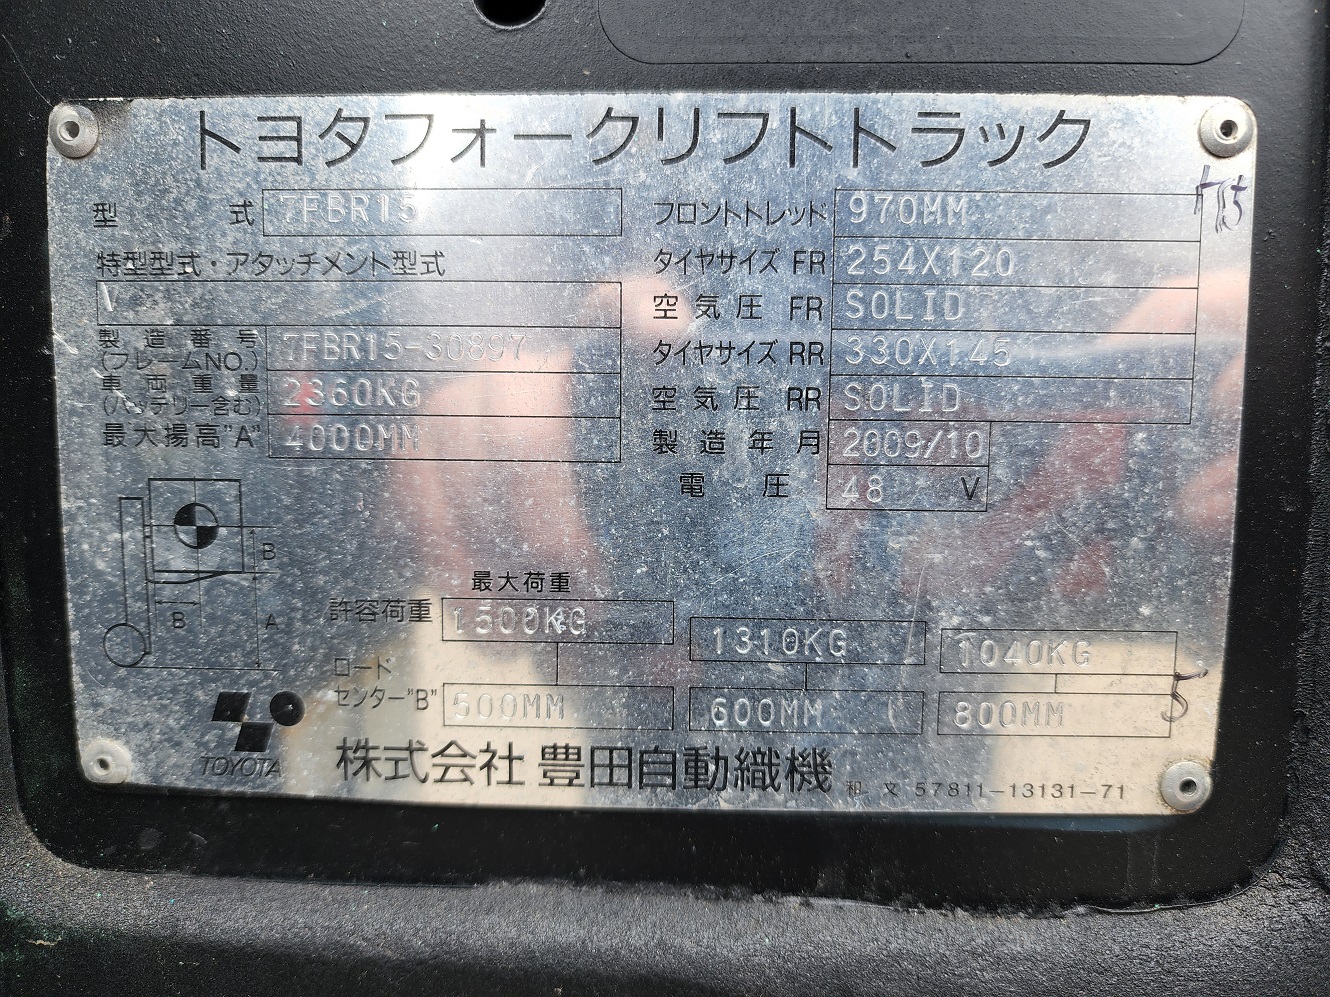 トヨタフォークリフトトラック
型式 7FBR15
フロントトレッド 970MM
特型型式・アタッチメント型式
V
タイヤサイズ FR 254X120
空気圧 FR SOLID
製造番号
(フレームNO.) 7FBR15-30897
タイヤサイズ RR 330X145
車両重量
(バッテリー含む) 2360KG
空気圧 RR SOLID
最大揚高"A" 4000MM
製造年月 2009/10
電圧 48 V
B
B
A
最大荷重
許容荷重 1500KG 1310KG 1040KG
ロード
センター"B" 500MM 600MM 800MM
TOYOTA
株式会社 豊田自動織機
和文 57811-13131-71